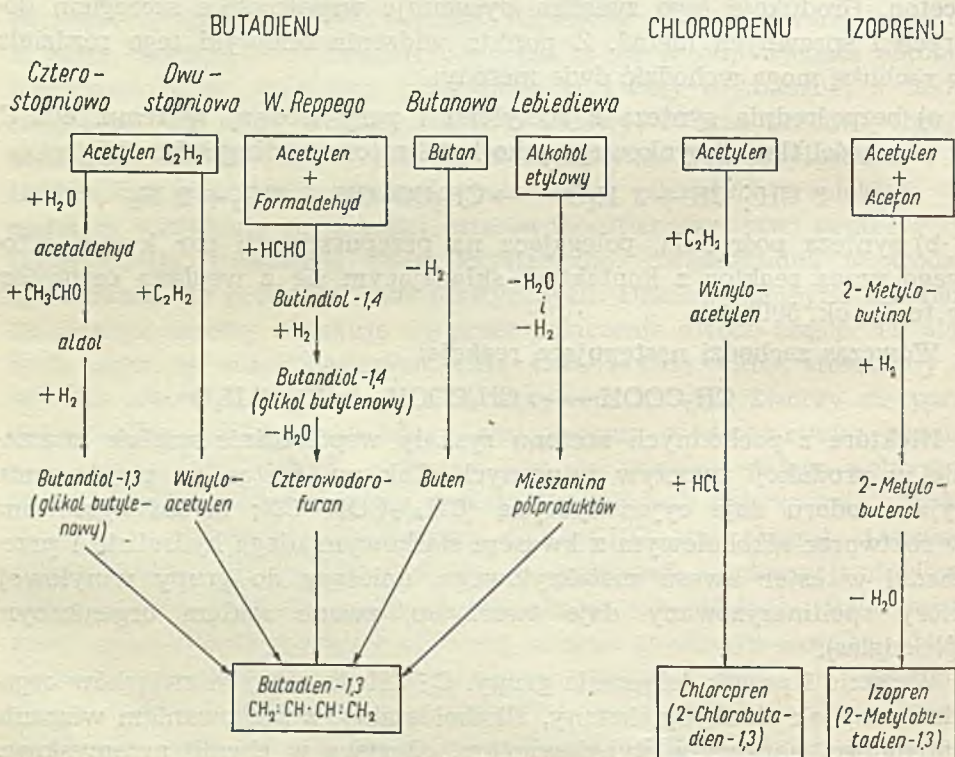 BUTADIENU
CHLOROPRENU
IZOPRENU
Cztero-
stopniowa
Dwu-
stopniowa
W. Reppego
Butanowa
Lebiediewa
Acetylen C₂H₂
Acetylen
+
Formaldehyd
Butan
Alkohol
etylowy
Acetylen
Acetylen
+
Aceton
+H₂O
acetaldehyd
+CH₃CHO
aldol
+H₂
Butandiol-1,3
(glikol butyle-
nowy)
+C₂H₂
Winylo-
acetylen
+HCHO
Butindiol-1,4
+H₂
Butandiol-1,4
(glikol butylenowy)
-H₂O
Czterowodoro-
furan
-H₂
Buten
-H₂O
i
-H₂
Mieszanina
półproduktów
Butadien-1,3
CH₂:CH·CH:CH₂
+C₂H₂
Winylo-
acetylen
+ HCL
Chloropren
(2-Chlorobuta-
dien-1,3)
2-Metylo-
butinol
+H₂
2-Metylo-
butenol
- H₂O
Izopren
(2-Metylobu-
tadien-1,3)